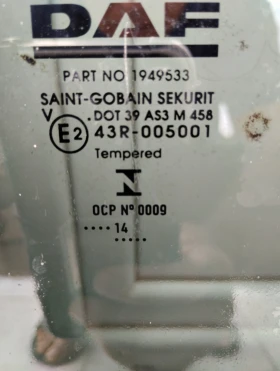 DAF
PART NO 1949533
SAINT-GOBAIN SEKURIT
V .DOT 39 AS3 M 458
E2 43R-005001
Tempered
OCP Nº 0009
.... 14 ...